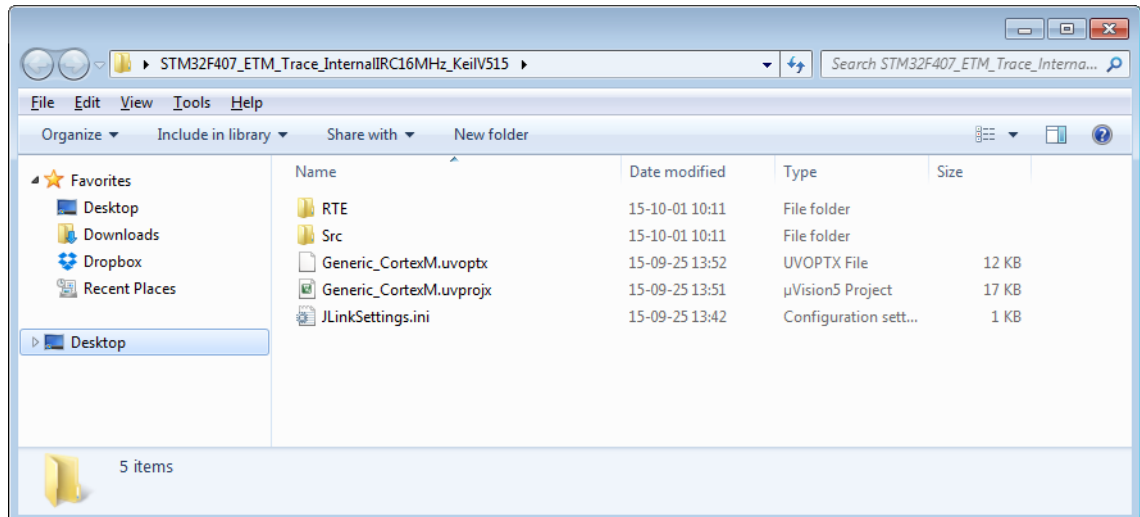 STM32F407_ETM_Trace_InternalIRC16MHz_KeilV515
Search STM32F407_ETM_Trace_Interna...
File Edit View Tools Help
Organize Include in library Share with New folder
Name Date modified Type Size
Favorites
Desktop
Downloads
Dropbox
Recent Places
Desktop
RTE 15-10-01 10:11 File folder
Src 15-10-01 10:11 File folder
Generic_CortexM.uvoptx 15-09-25 13:52 UVOPTX File 12 KB
Generic_CortexM.uvprojx 15-09-25 13:51 µVision5 Project 17 KB
JLinkSettings.ini 15-09-25 13:42 Configuration sett... 1 KB
5 items